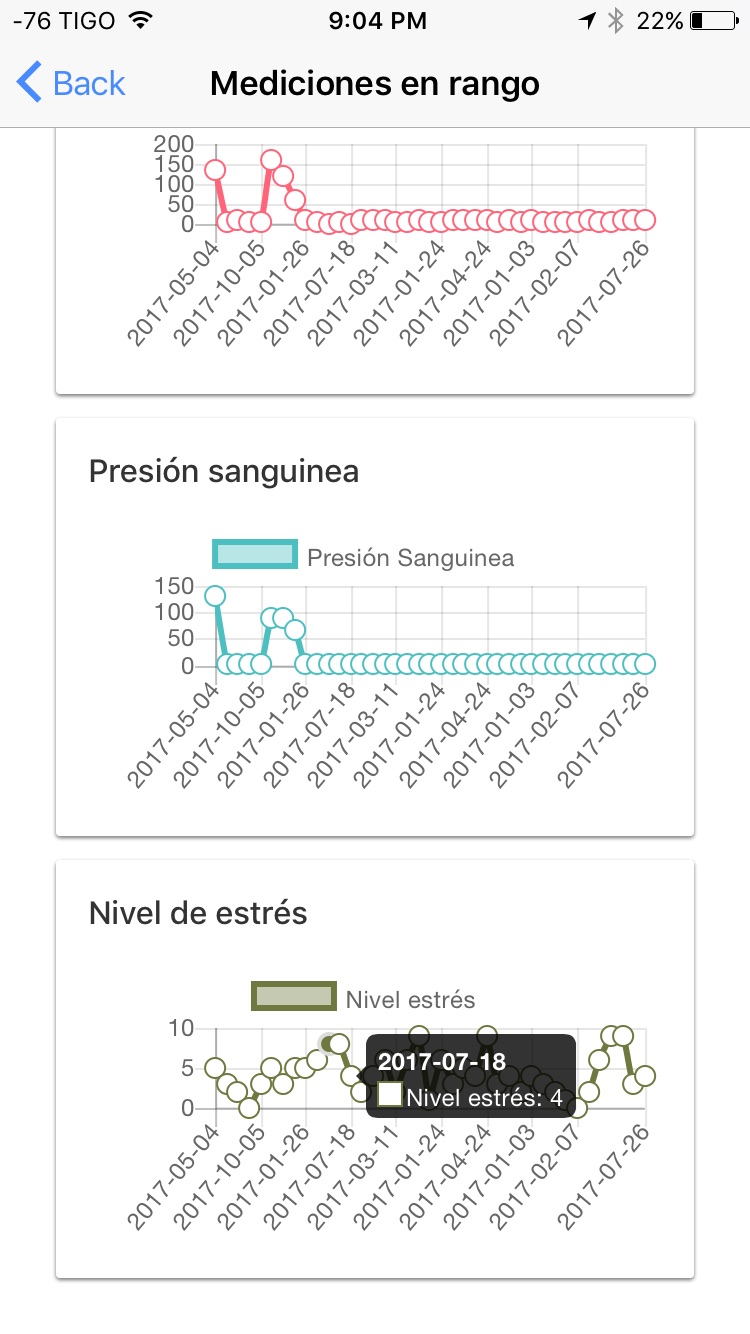 -76 TIGO 9:04 PM 22%
Back Mediciones en rango
200
150
100
50
0
2017-05-04 2017-10-05 2017-01-26 2017-07-18 2017-03-11 2017-01-24 2017-04-24 2017-01-03 2017-02-07 2017-07-26
Presión sanguinea
Presión Sanguinea
150
100
50
0
2017-05-04 2017-10-05 2017-01-26 2017-07-18 2017-03-11 2017-01-24 2017-04-24 2017-01-03 2017-02-07 2017-07-26
Nivel de estrés
Nivel estrés
10
5
0
2017-07-18
Nivel estrés: 4
2017-05-04 2017-10-05 2017-01-26 2017-07-18 2017-03-11 2017-01-24 2017-04-24 2017-01-03 2017-02-07 2017-07-26